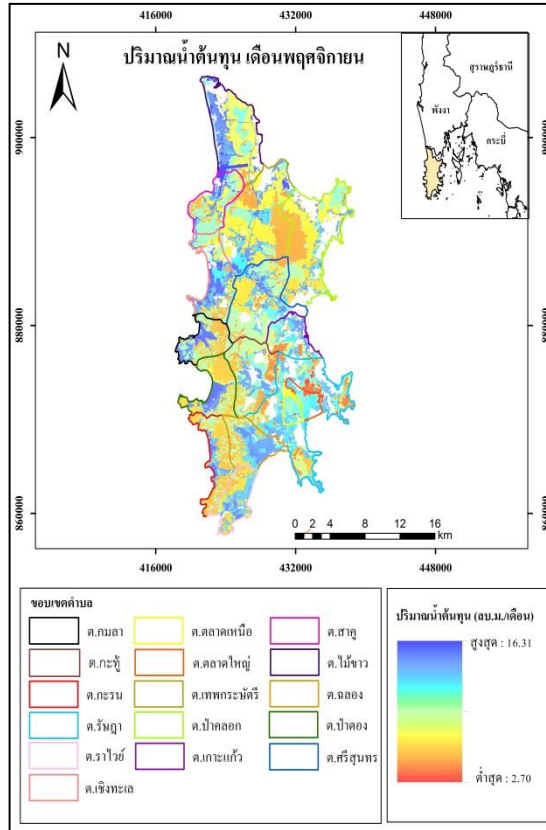 416000 432000 448000
N
ปริมาณน้ำต้นทุน เดือนพฤศจิกายน
สุราษฎร์ธานี
พังงา
กระบี่
900000
900000
880000
880000
860000
860000
0 2 4 8 12 16
km
416000 432000 448000
ขอบเขตตำบล
ต.กมลา
ต.ตลาดเหนือ
ต.สาคู
ต.กะทู้
ต.ตลาดใหญ่
ต.ไม้ขาว
ต.กะรน
ต.เทพกระษัตรี
ต.ฉลอง
ต.รัษฎา
ต.ป่าคลอก
ต.ป่าตอง
ต.ราไวย์
ต.เกาะแก้ว
ต.ศรีสุนทร
ต.เชิงทะเล
ปริมาณน้ำต้นทุน (ลบ.ม./เดือน)
สูงสุด : 16.31
ต่ำสุด : 2.70